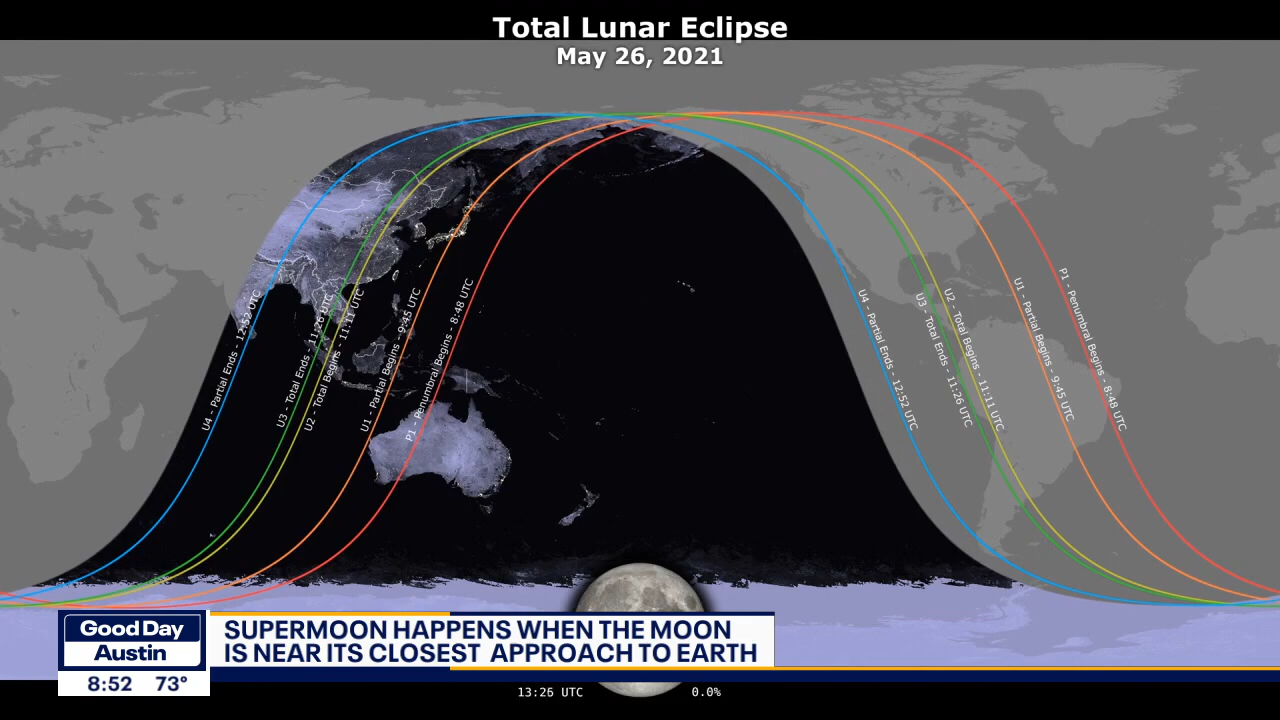 Total Lunar Eclipse
May 26, 2021
U4 - Partial Ends - 12:52 UTC
U3 - Total Ends - 11:26 UTC
U2 - Total Begins - 11:11 UTC
U1 - Partial Begins - 9:45 UTC
P1 - Penumbral Begins - 8:48 UTC
U4 - Partial Ends - 12:52 UTC
U3 - Total Ends - 11:26 UTC
U2 - Total Begins - 11:11 UTC
U1 - Partial Begins - 9:45 UTC
P1 - Penumbral Begins - 8:48 UTC
Good Day
Austin
8:52 73°
SUPERMOON HAPPENS WHEN THE MOON
IS NEAR ITS CLOSEST APPROACH TO EARTH
13:26 UTC 0.0%